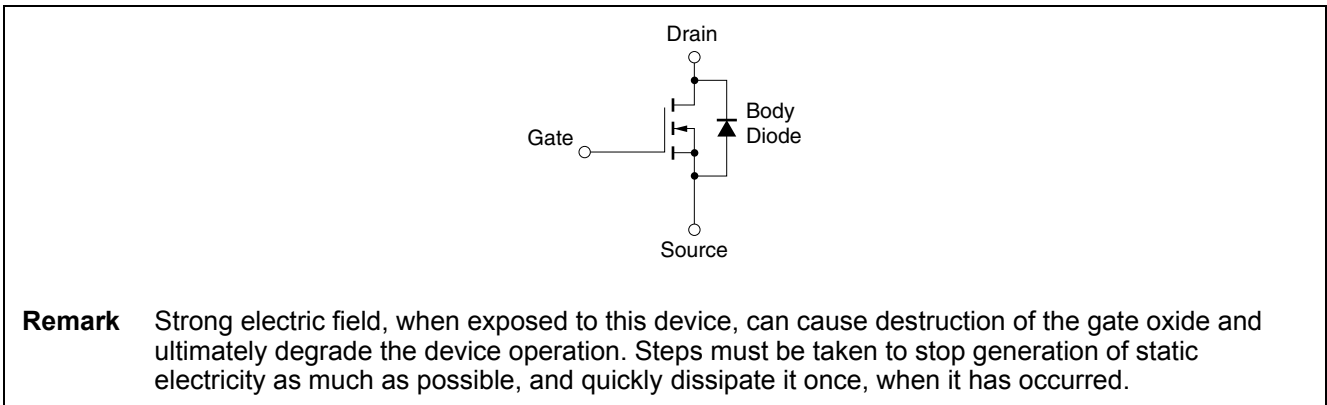 Drain
Body
Diode
Gate
Source
Remark Strong electric field, when exposed to this device, can cause destruction of the gate oxide and
ultimately degrade the device operation. Steps must be taken to stop generation of static
electricity as much as possible, and quickly dissipate it once, when it has occurred.